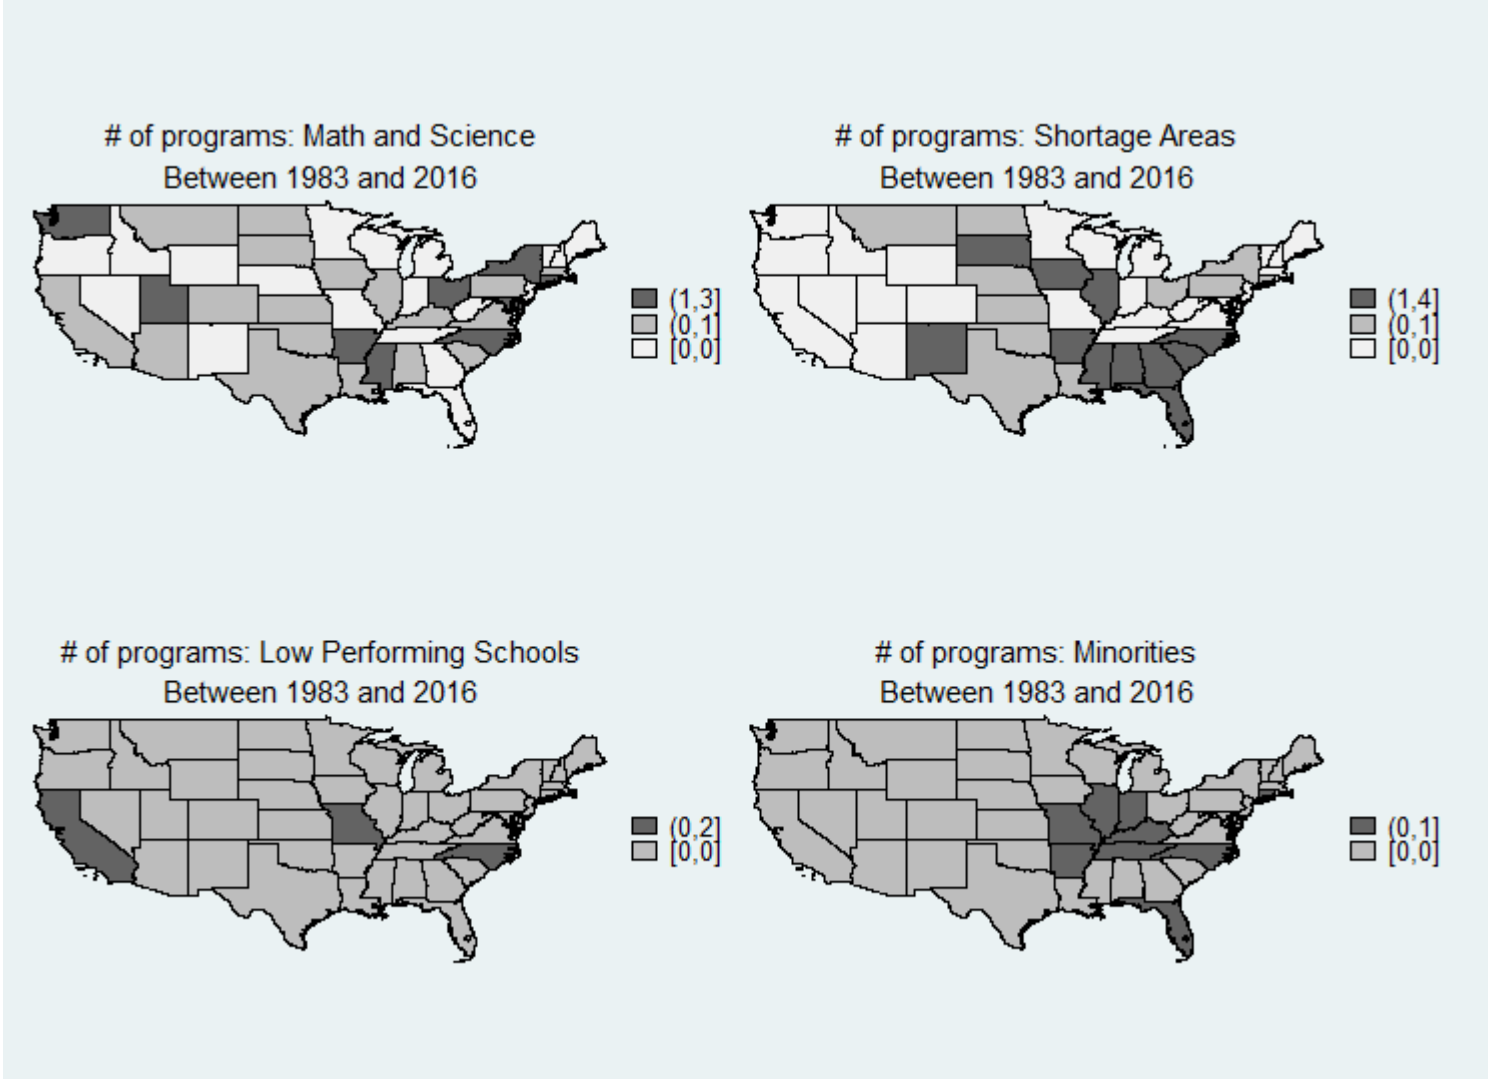 # of programs: Math and Science
Between 1983 and 2016
(1,3]
(0,1]
[0,0]
# of programs: Shortage Areas
Between 1983 and 2016
(1,4]
(0,1]
[0,0]
# of programs: Low Performing Schools
Between 1983 and 2016
(0,2]
[0,0]
# of programs: Minorities
Between 1983 and 2016
(0,1]
[0,0]